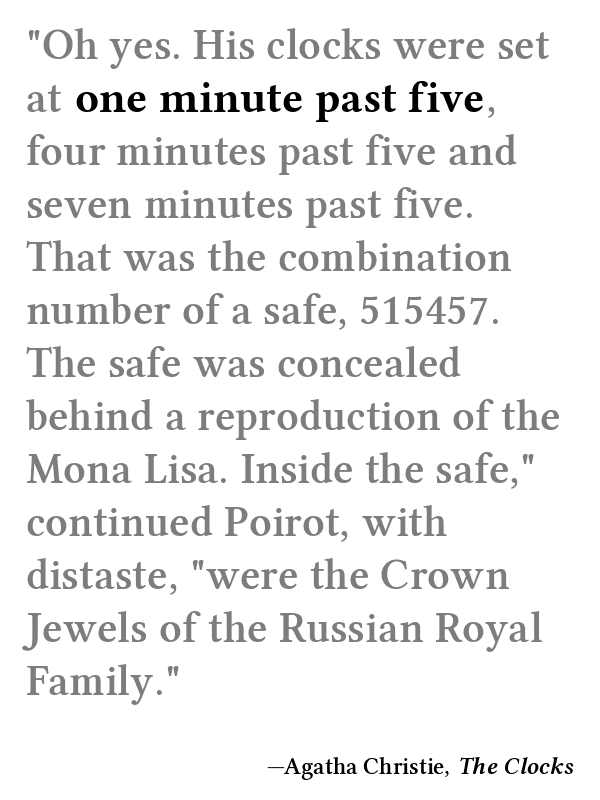 "Oh yes. His clocks were set
at one minute past five,
four minutes past five and
seven minutes past five.
That was the combination
number of a safe, 515457.
The safe was concealed
behind a reproduction of the
Mona Lisa. Inside the safe,"
continued Poirot, with
distaste, "were the Crown
Jewels of the Russian Royal
Family."
—Agatha Christie, The Clocks